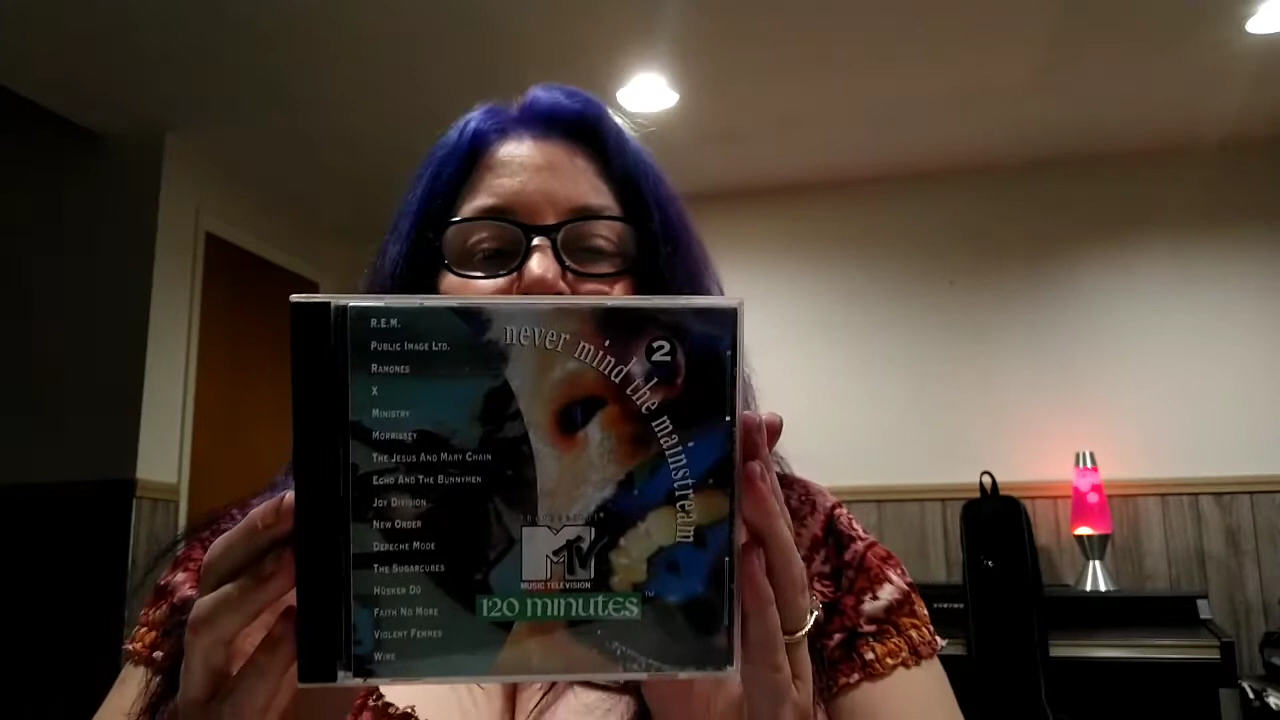 R.E.M.
PUBLIC IMAGE LTD.
RAMONES
X
MINISTRY
MORRISSEY
THE JESUS AND MARY CHAIN
ECHO AND THE BUNNYMEN
JOY DIVISION
NEW ORDER
DEPECHE MODE
THE SUGARCUBES
HÜSKER DÜ
FAITH NO MORE
VIOLENT FEMMES
WIRE
never mind the mainstream
2
MTV
MUSIC TELEVISION
120 minutes
TM